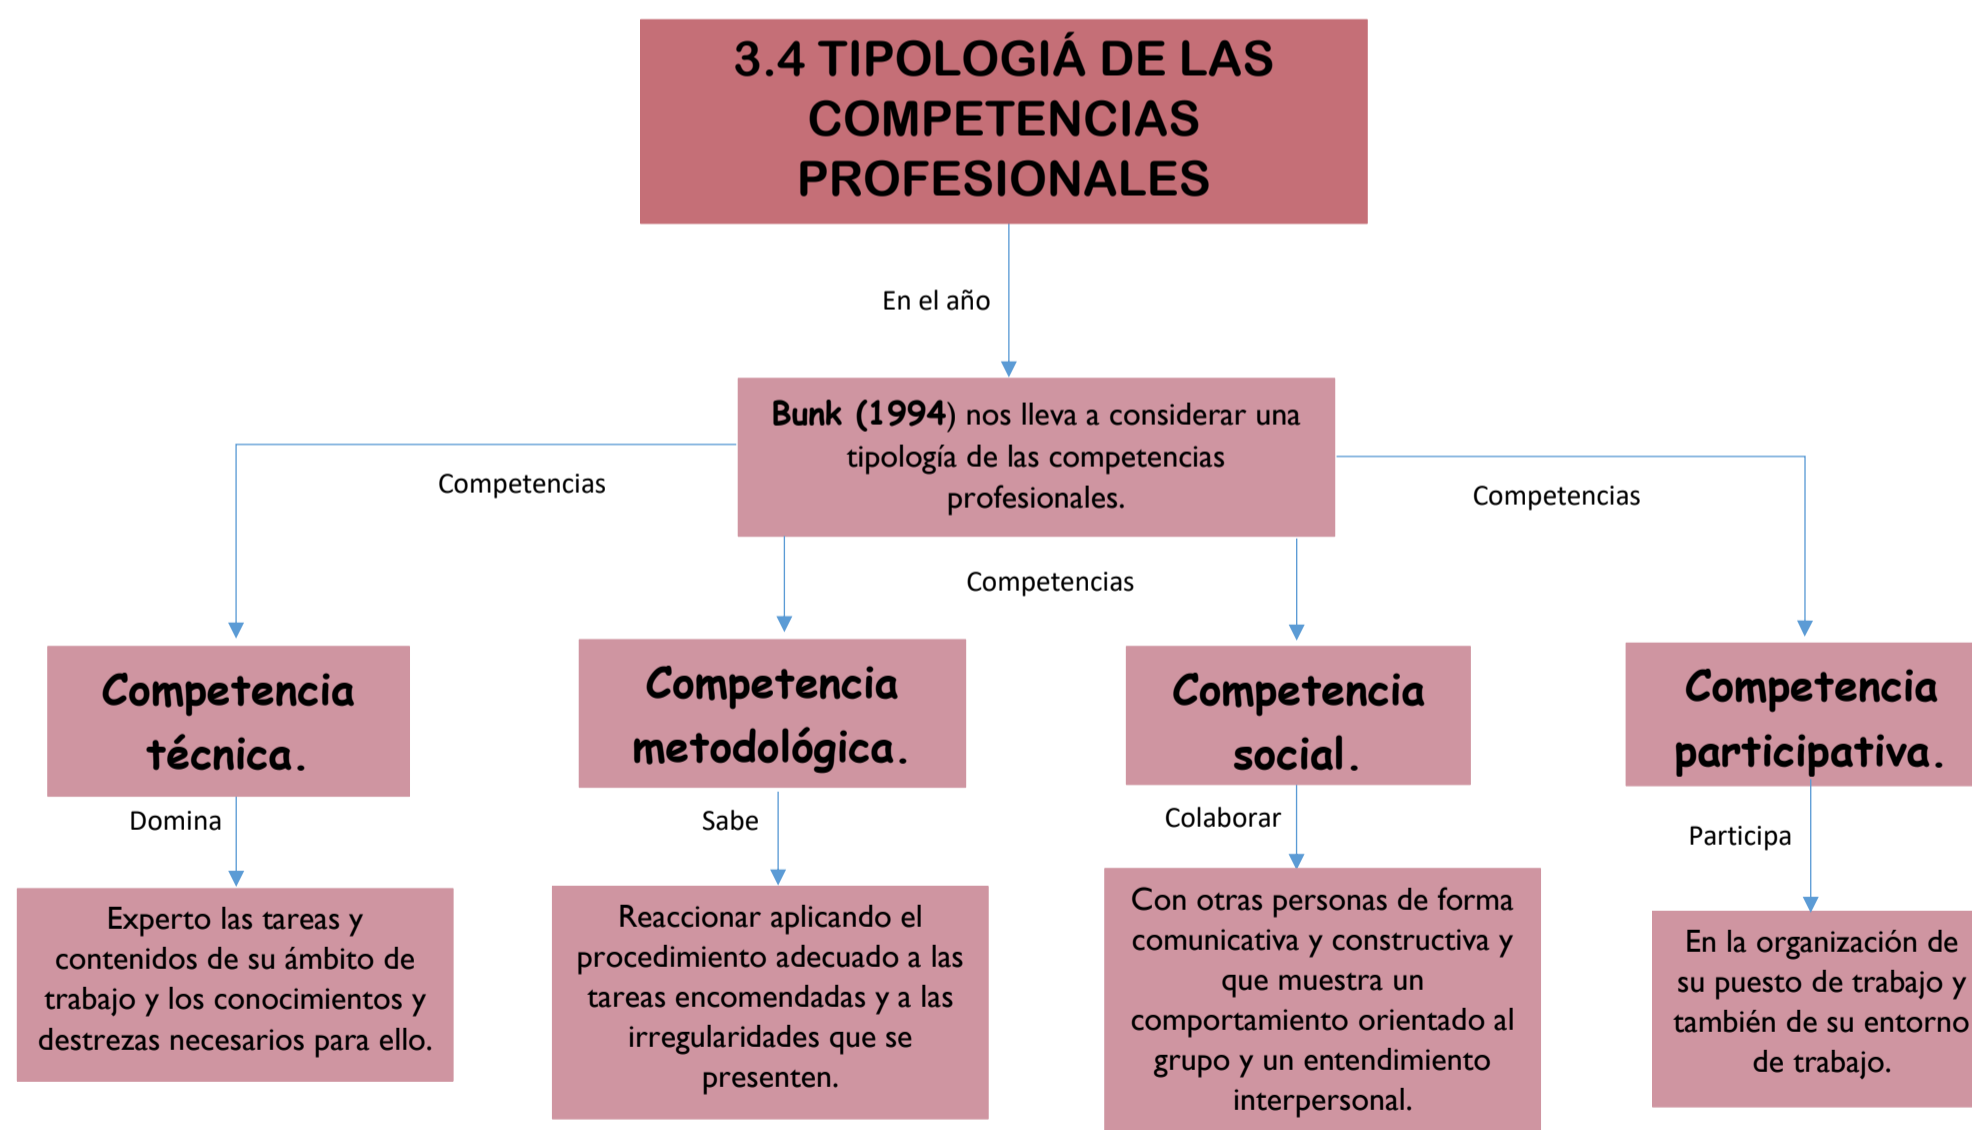 3.4 TIPOLOGIÁ DE LAS
COMPETENCIAS
PROFESIONALES
En el año
Bunk (1994) nos lleva a considerar una
tipología de las competencias
profesionales.
Competencias
Competencias
Competencias
Competencia
técnica.
Competencia
metodológica.
Competencia
social.
Competencia
participativa.
Domina
Sabe
Colaborar
Participa
Experto las tareas y
contenidos de su ámbito de
trabajo y los conocimientos y
destrezas necesarios para ello.
Reaccionar aplicando el
procedimiento adecuado a las
tareas encomendadas y a las
irregularidades que se
presenten.
Con otras personas de forma
comunicativa y constructiva y
que muestra un
comportamiento orientado al
grupo y un entendimiento
interpersonal.
En la organización de
su puesto de trabajo y
también de su entorno
de trabajo.